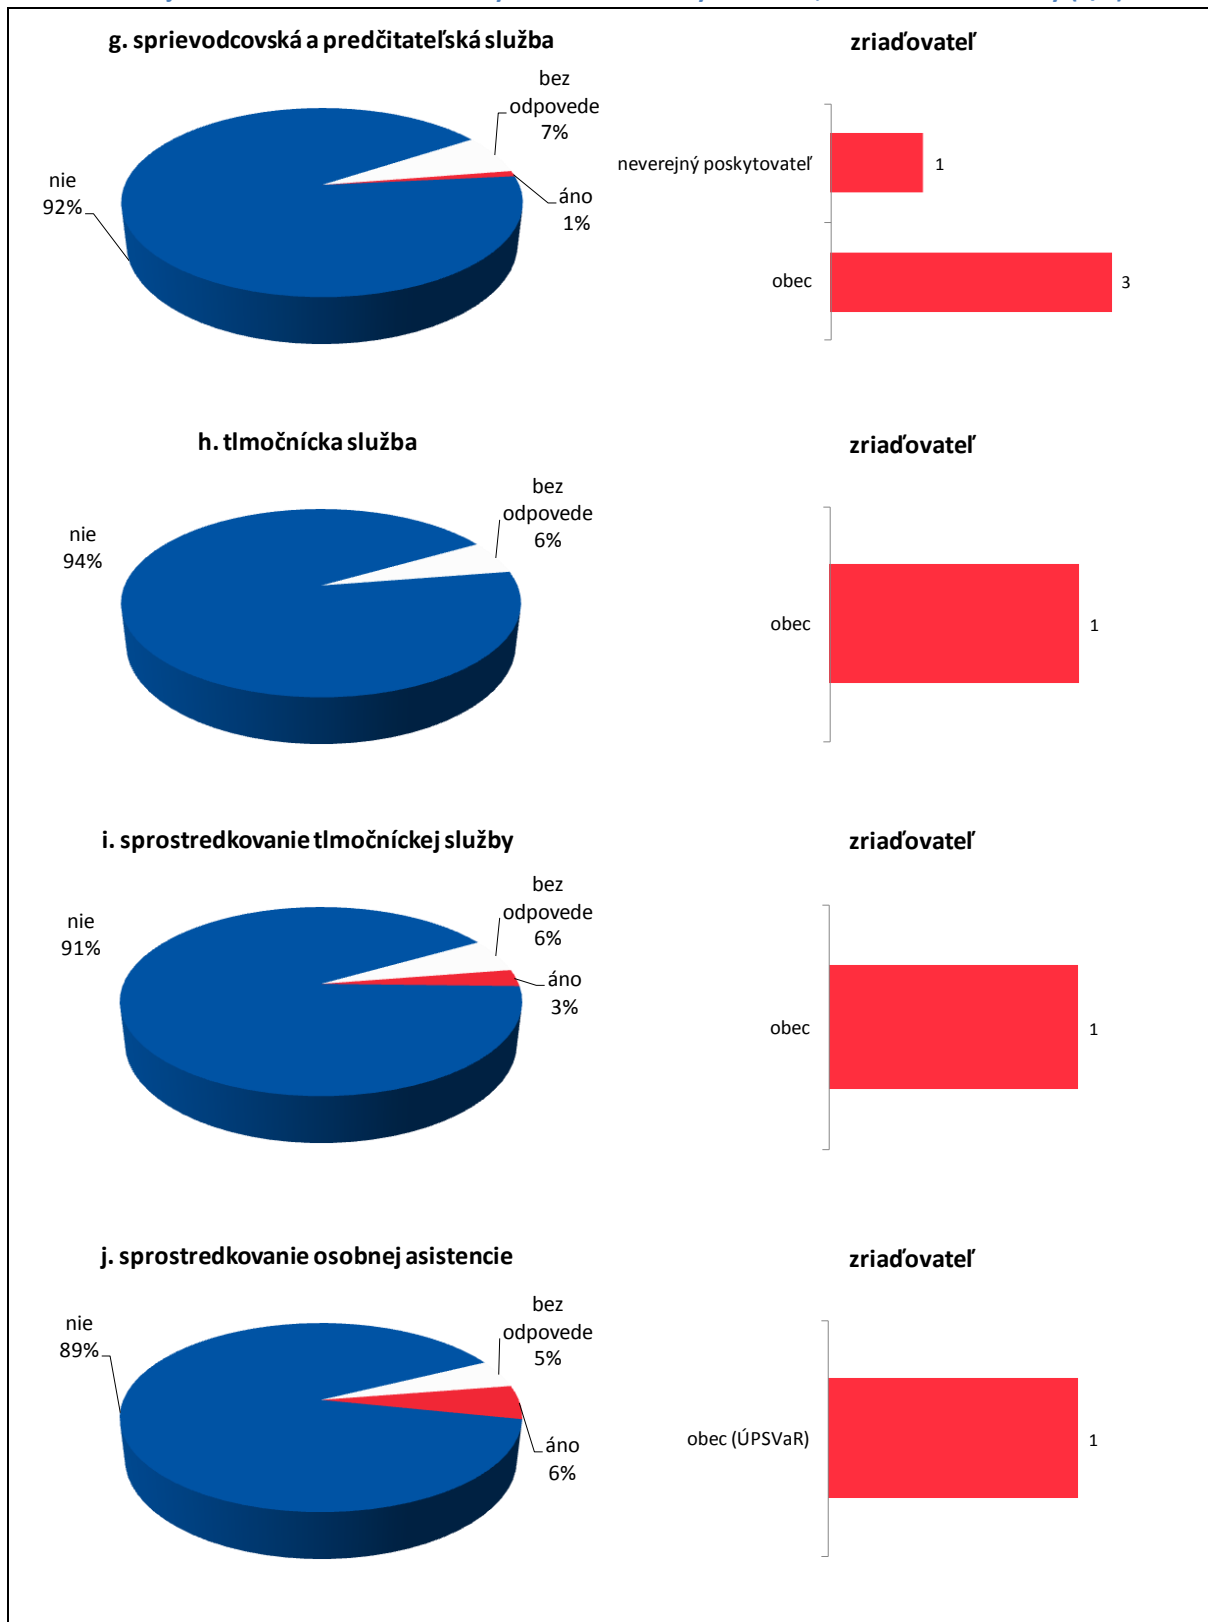 g. sprievodcovská a predčitateľská služba
bez
odpovede
7%
nie
92%
áno
1%
zriaďovateľ
neverejný poskytovateľ
1
obec
3
h. tlmočnícka služba
bez
odpovede
6%
nie
94%
zriaďovateľ
obec
1
i. sprostredkovanie tlmočníckej služby
bez
odpovede
6%
nie
91%
áno
3%
zriaďovateľ
obec
1
j. sprostredkovanie osobnej asistencie
bez
odpovede
5%
nie
89%
áno
6%
zriaďovateľ
obec (ÚPSVaR)
1